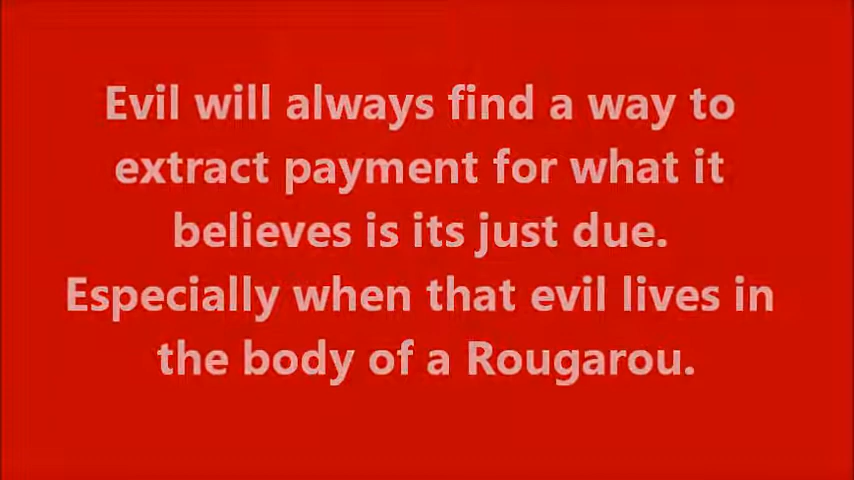 Evil will always find a way to
extract payment for what it
believes is its just due.
Especially when that evil lives in
the body of a Rougarou.